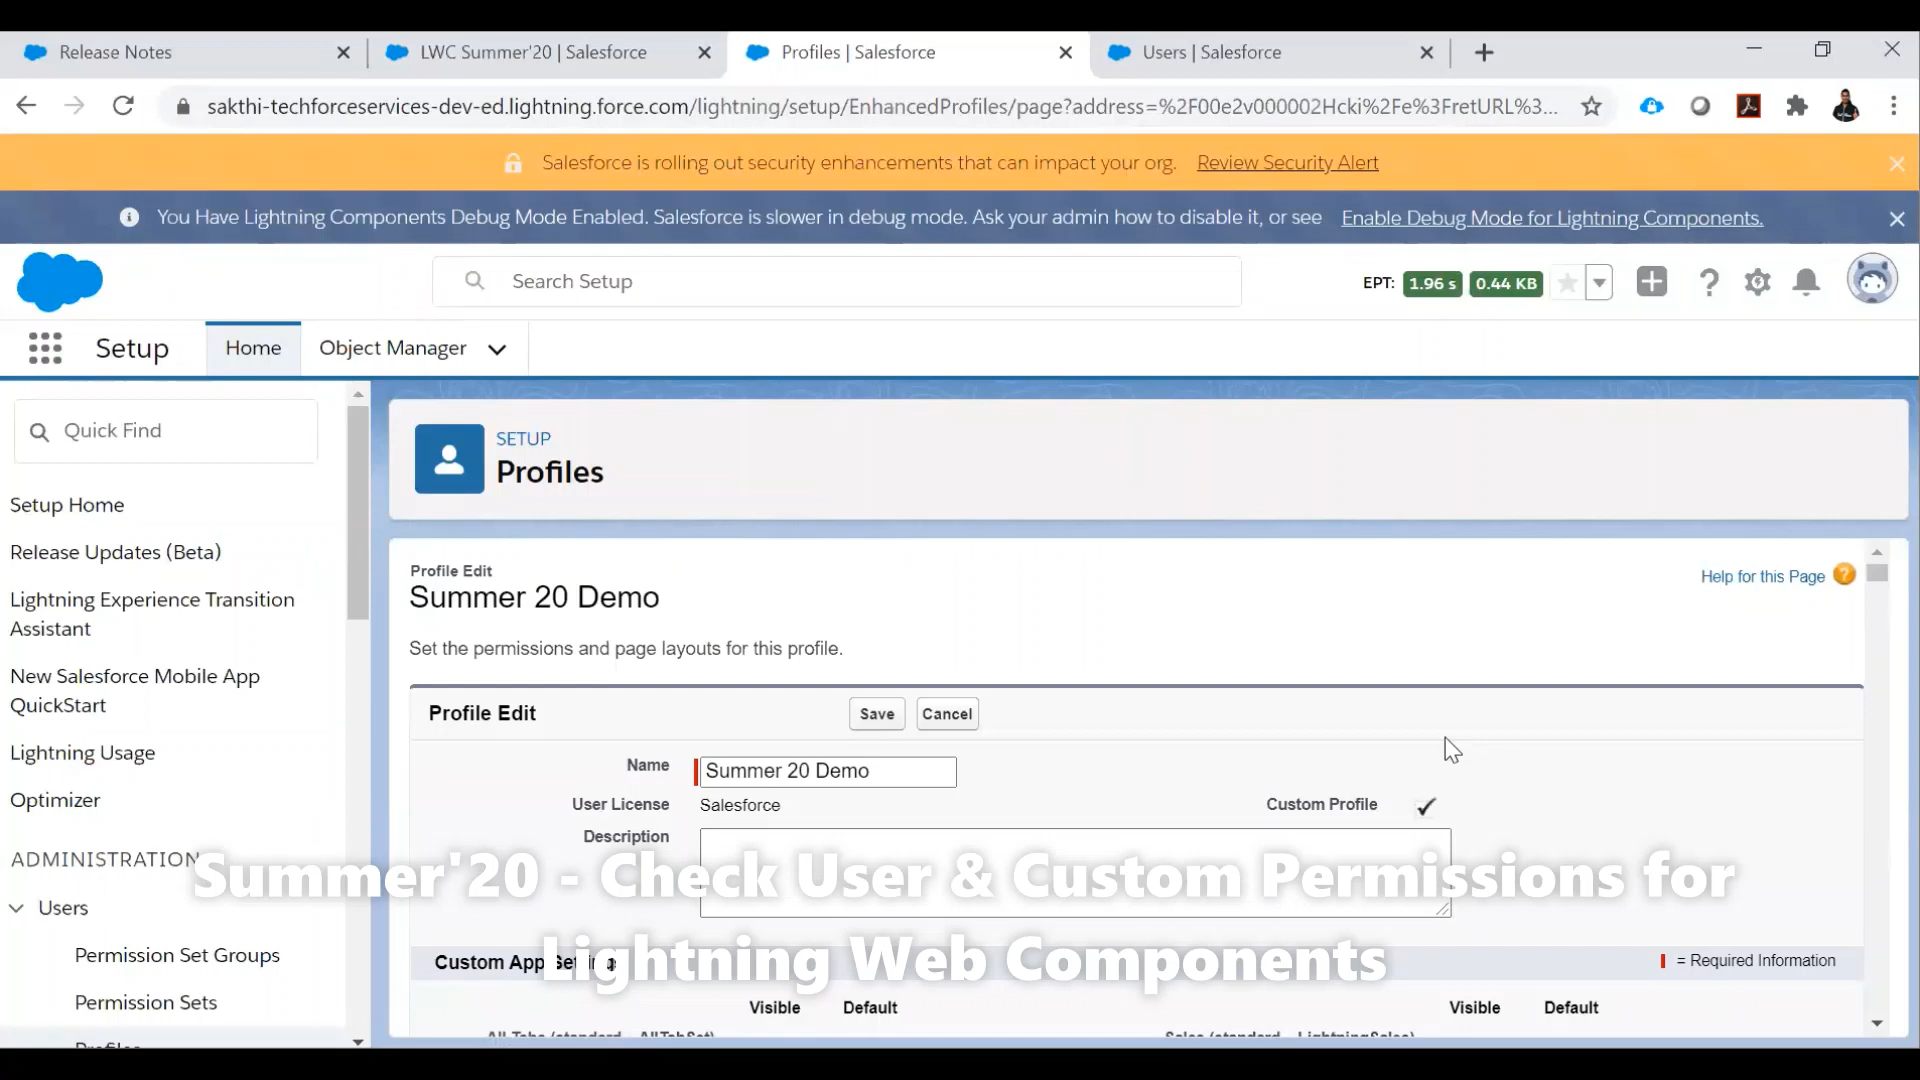 Release Notes
LWC Summer'20 | Salesforce
Profiles | Salesforce
Users | Salesforce
sakthi-techforceservices-dev-ed.lightning.force.com/lightning/setup/EnhancedProfiles/page?address=%2F00e2v000002Hcki%2Fe%3FretURL%3...
Salesforce is rolling out security enhancements that can impact your org. Review Security Alert
You Have Lightning Components Debug Mode Enabled. Salesforce is slower in debug mode. Ask your admin how to disable it, or see Enable Debug Mode for Lightning Components.
Search Setup
EPT: 1.96 s 0.44 KB
Setup
Home
Object Manager
Quick Find
Setup Home
Release Updates (Beta)
Lightning Experience Transition
Assistant
New Salesforce Mobile App
QuickStart
Lightning Usage
Optimizer
ADMINISTRATION
Users
Permission Set Groups
Permission Sets
Profiles
SETUP
Profiles
Profile Edit
Summer 20 Demo
Help for this Page
Set the permissions and page layouts for this profile.
Profile Edit
Save
Cancel
Name
Summer 20 Demo
User License
Salesforce
Custom Profile
Description
Summer'20 - Check User & Custom Permissions for
Lightning Web Components
Custom App Settings
= Required Information
Visible Default
Visible Default
All Tabs (standard__AllTabSet)
Sales (standard__LightningSales)